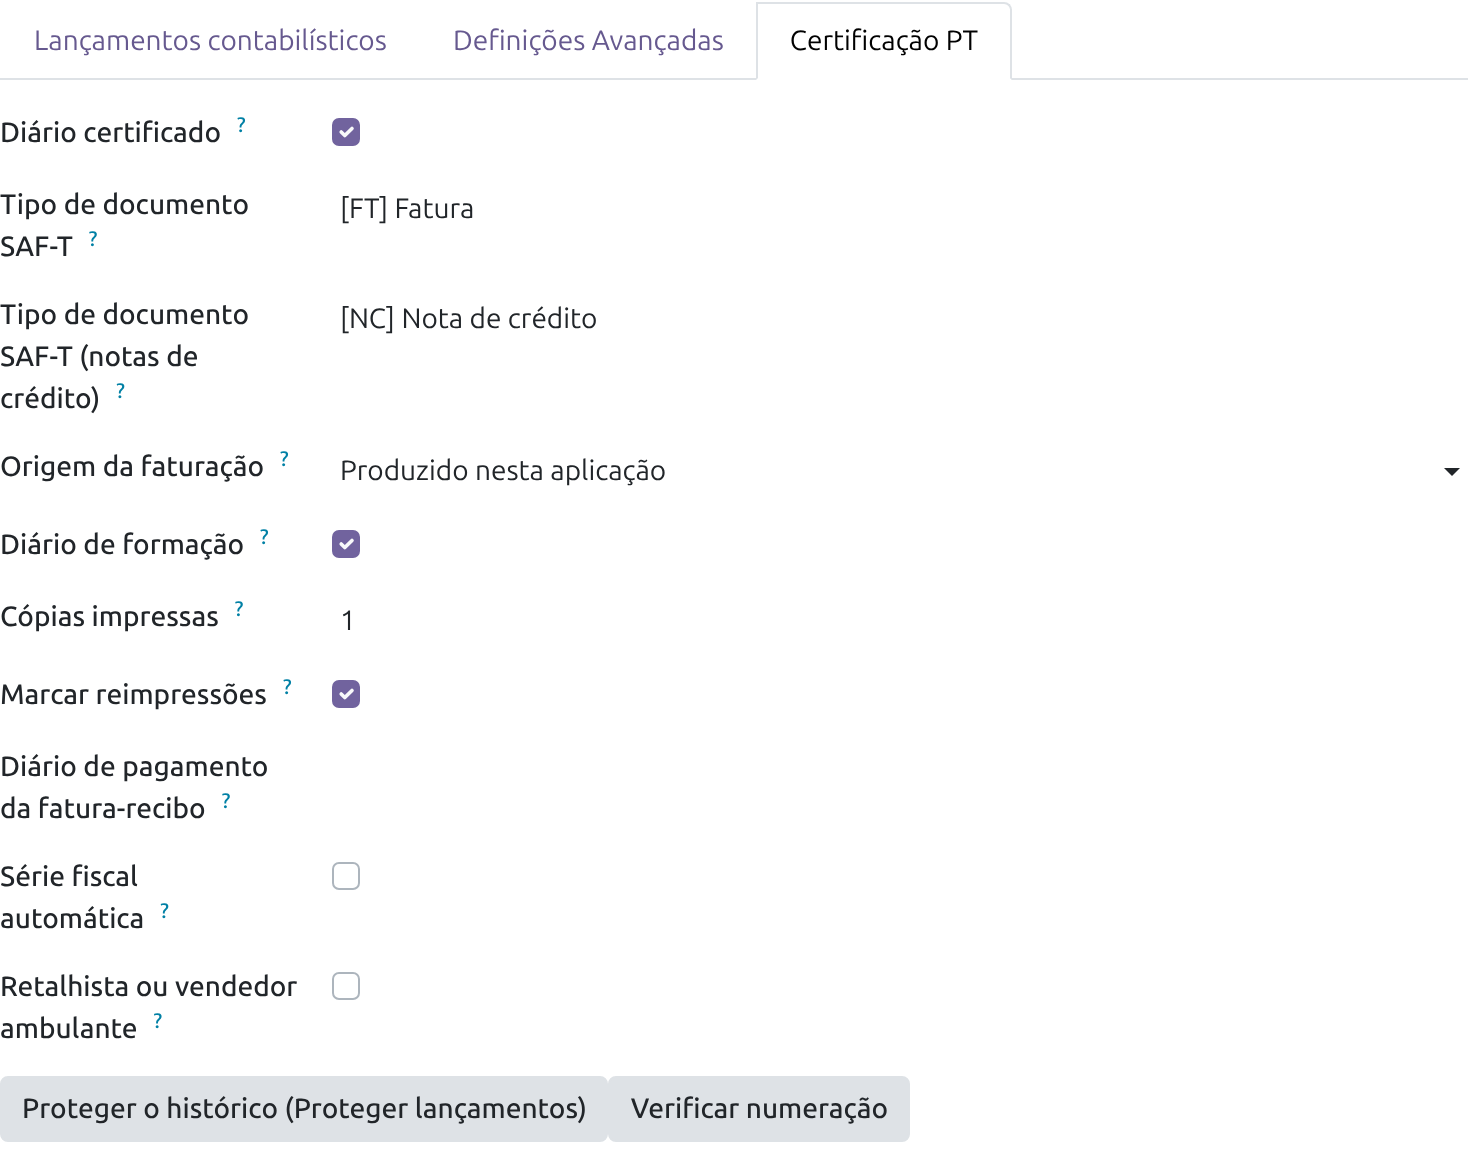 Lançamentos contabilísticos Definições Avançadas Certificação PT
Diário certificado ?
Tipo de documento [FT] Fatura
SAF-T ?
Tipo de documento [NC] Nota de crédito
SAF-T (notas de
crédito) ?
Origem da faturação ? Produzido nesta aplicação
Diário de formação ?
Cópias impressas ? 1
Marcar reimpressões ?
Diário de pagamento
da fatura-recibo ?
Série fiscal
automática ?
Retalhista ou vendedor
ambulante ?
Proteger o histórico (Proteger lançamentos) Verificar numeração